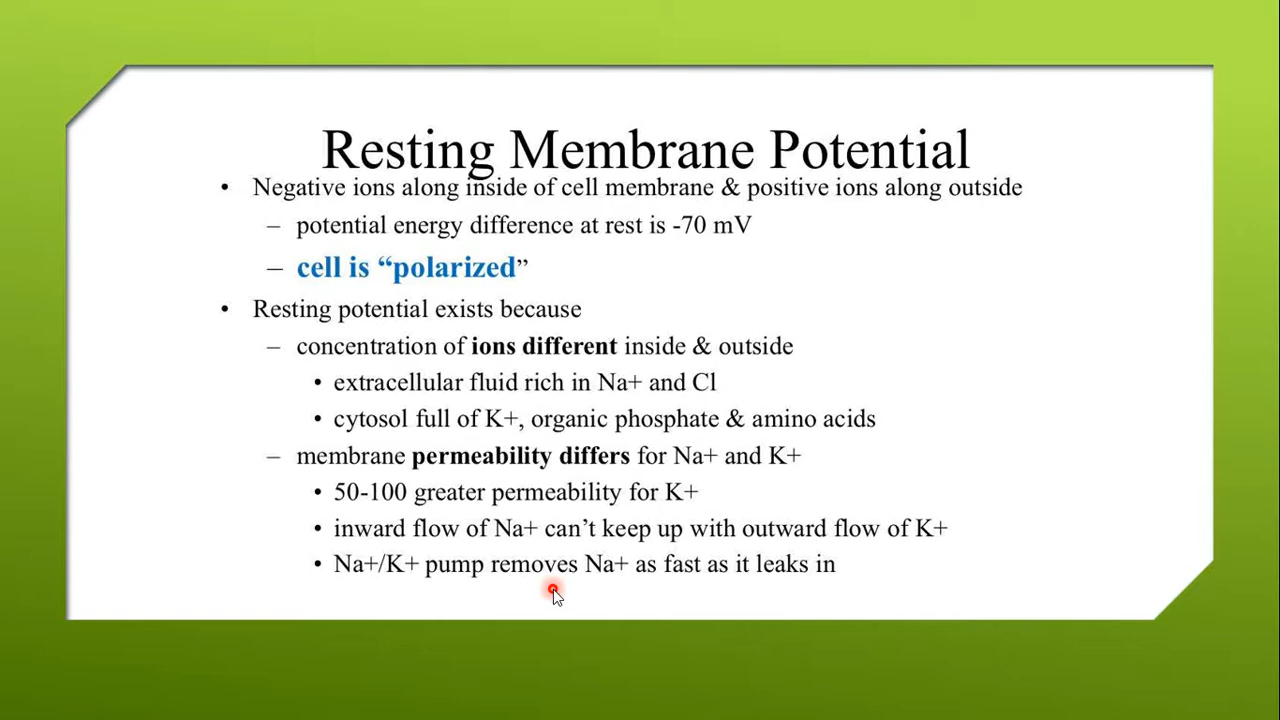 Resting Membrane Potential
• Negative ions along inside of cell membrane & positive ions along outside
– potential energy difference at rest is -70 mV
– cell is “polarized”
• Resting potential exists because
– concentration of ions different inside & outside
• extracellular fluid rich in Na+ and Cl
• cytosol full of K+, organic phosphate & amino acids
– membrane permeability differs for Na+ and K+
• 50-100 greater permeability for K+
• inward flow of Na+ can’t keep up with outward flow of K+
• Na+/K+ pump removes Na+ as fast as it leaks in